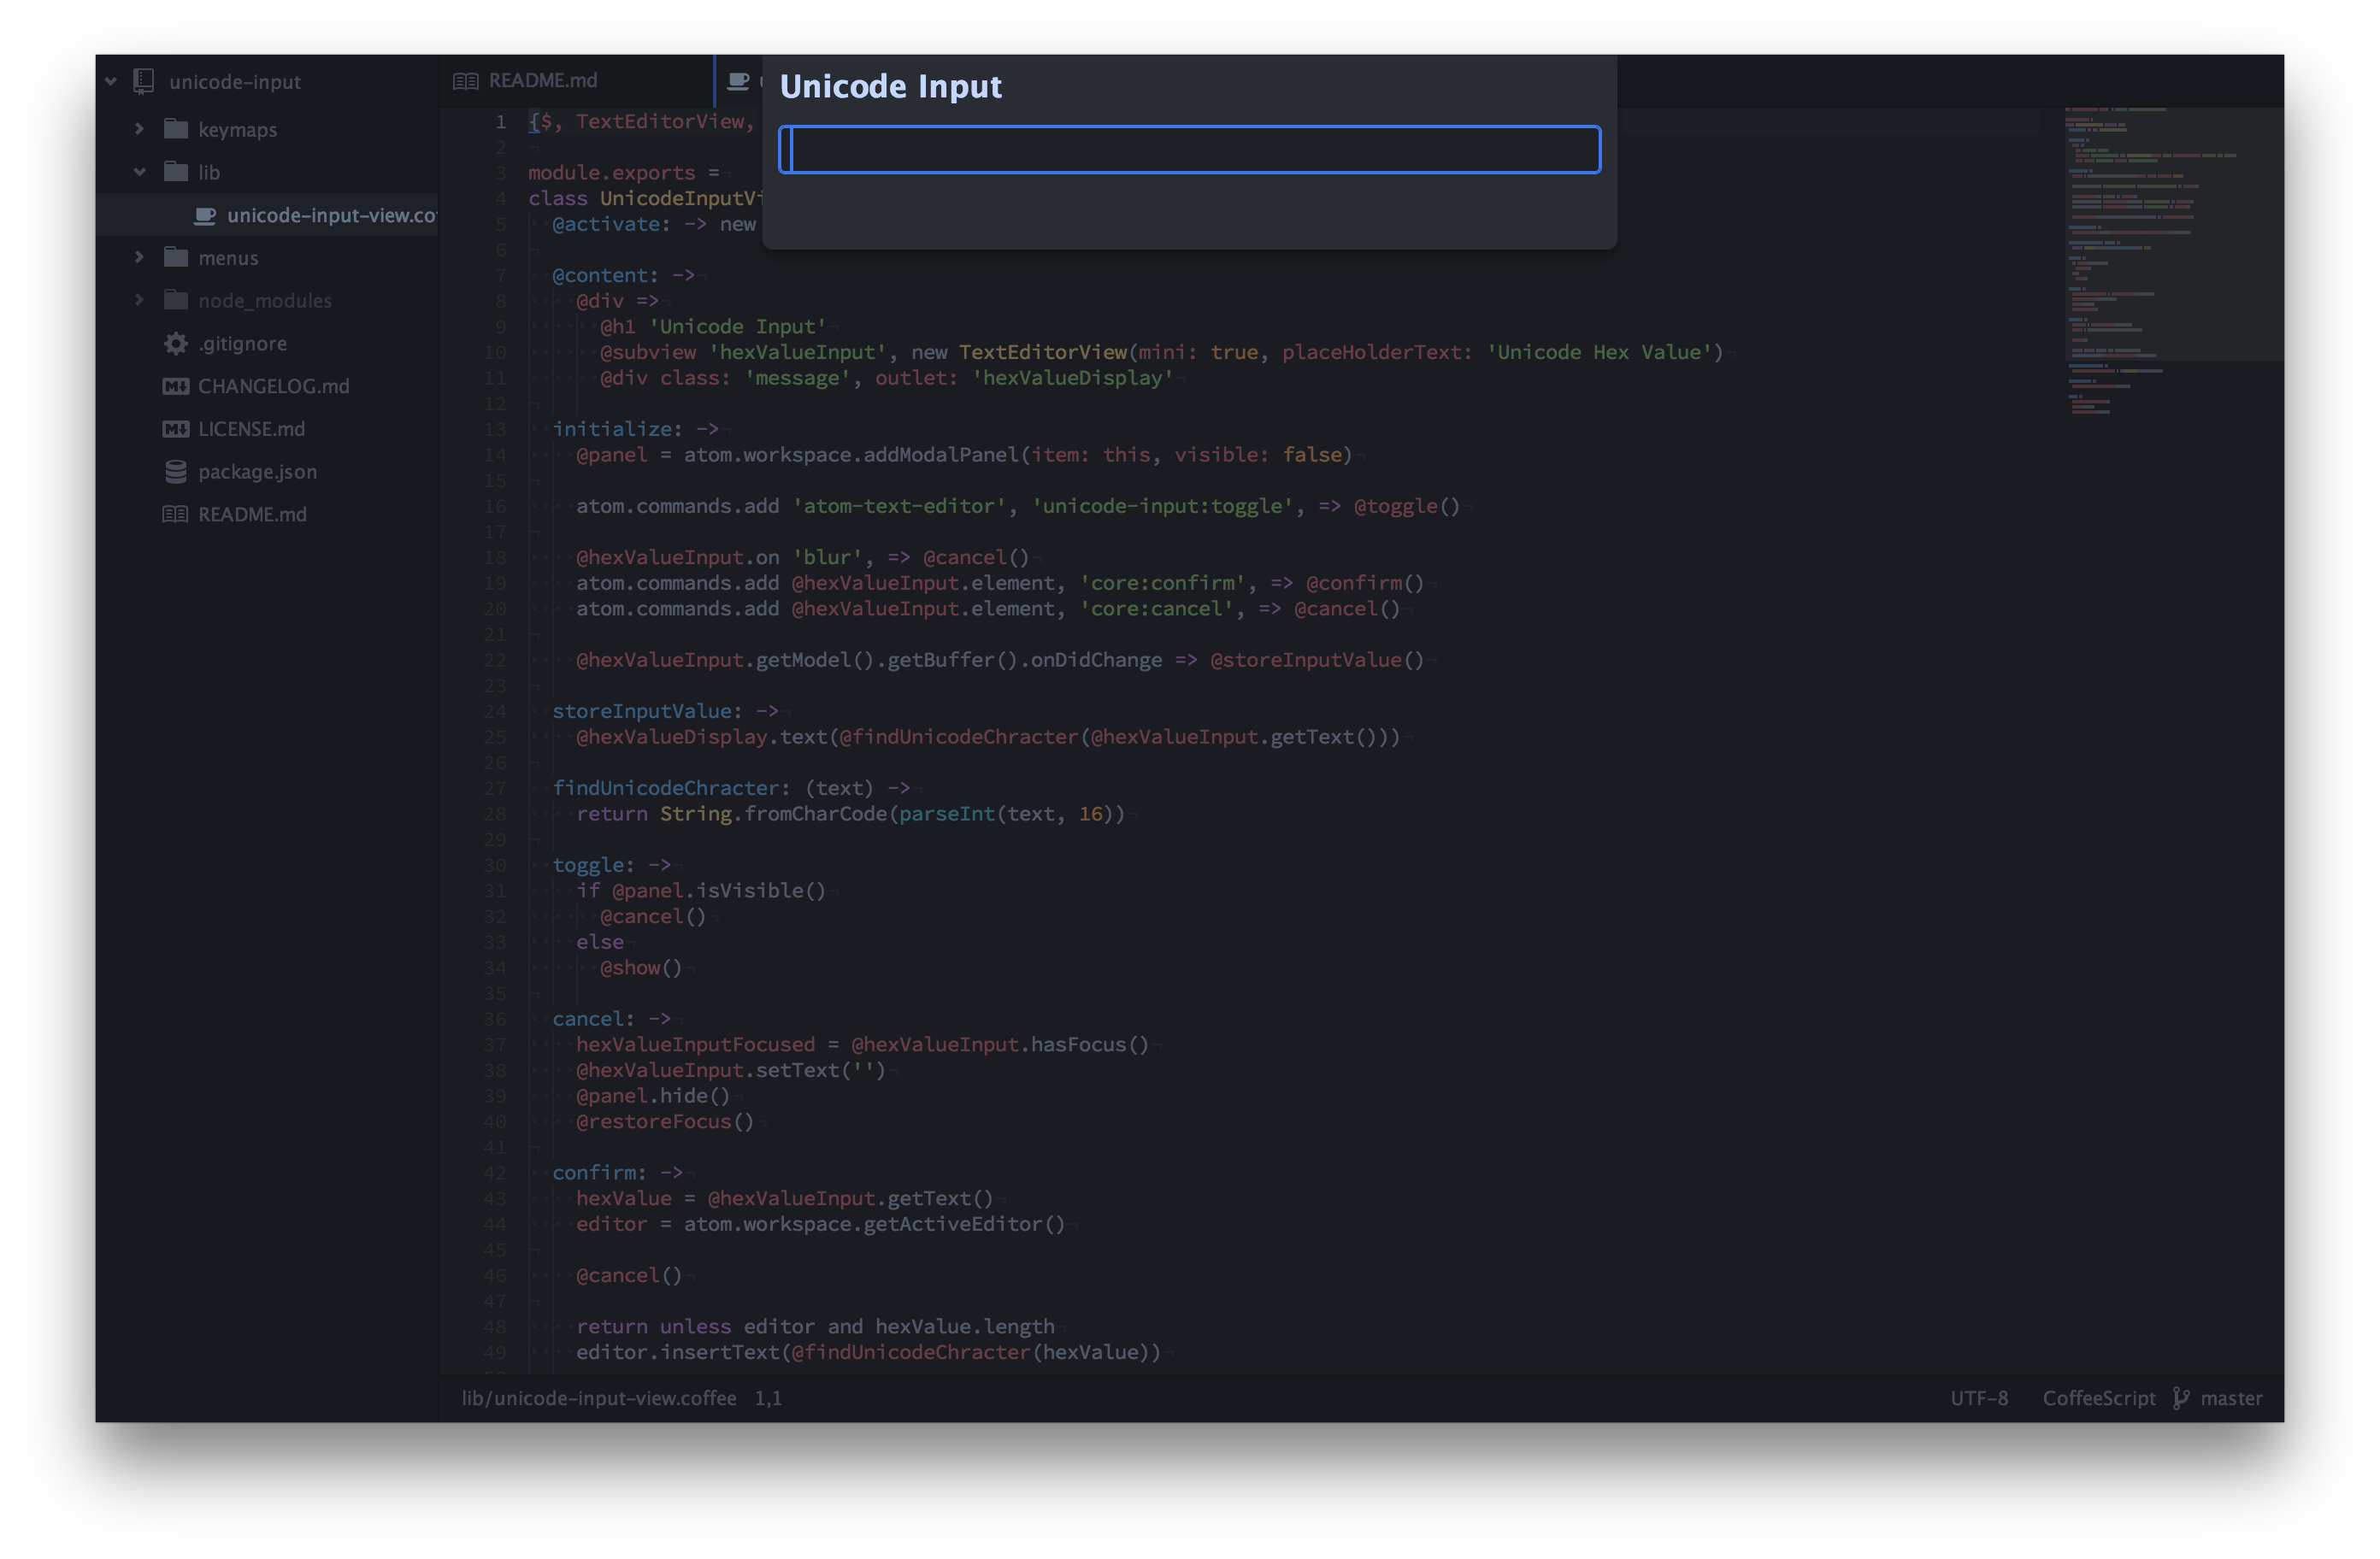 unicode-input
keymaps
lib
unicode-input-view.co
menus
node_modules
.gitignore
CHANGELOG.md
LICENSE.md
package.json
README.md
README.md
Unicode Input
1 {$, TextEditorView,
2
3 module.exports =
4 class UnicodeInputVi
5 @activate: -> new
6
7 @content: ->
8 @div =>
9 @h1 'Unicode Input'
10 @subview 'hexValueInput', new TextEditorView(mini: true, placeHolderText: 'Unicode Hex Value')
11 @div class: 'message', outlet: 'hexValueDisplay'
12
13 initialize: ->
14 @panel = atom.workspace.addModalPanel(item: this, visible: false)
15
16 atom.commands.add 'atom-text-editor', 'unicode-input:toggle', => @toggle()
17
18 @hexValueInput.on 'blur', => @cancel()
19 atom.commands.add @hexValueInput.element, 'core:confirm', => @confirm()
20 atom.commands.add @hexValueInput.element, 'core:cancel', => @cancel()
21
22 @hexValueInput.getModel().getBuffer().onDidChange => @storeInputValue()
23
24 storeInputValue: ->
25 @hexValueDisplay.text(@findUnicodeChracter(@hexValueInput.getText()))
26
27 findUnicodeChracter: (text) ->
28 return String.fromCharCode(parseInt(text, 16))
29
30 toggle: ->
31 if @panel.isVisible()
32 @cancel()
33 else
34 @show()
35
36 cancel: ->
37 hexValueInputFocused = @hexValueInput.hasFocus()
38 @hexValueInput.setText('')
39 @panel.hide()
40 @restoreFocus()
41
42 confirm: ->
43 hexValue = @hexValueInput.getText()
44 editor = atom.workspace.getActiveEditor()
45
46 @cancel()
47
48 return unless editor and hexValue.length
49 editor.insertText(@findUnicodeChracter(hexValue))
lib/unicode-input-view.coffee 1,1
UTF-8 CoffeeScript master